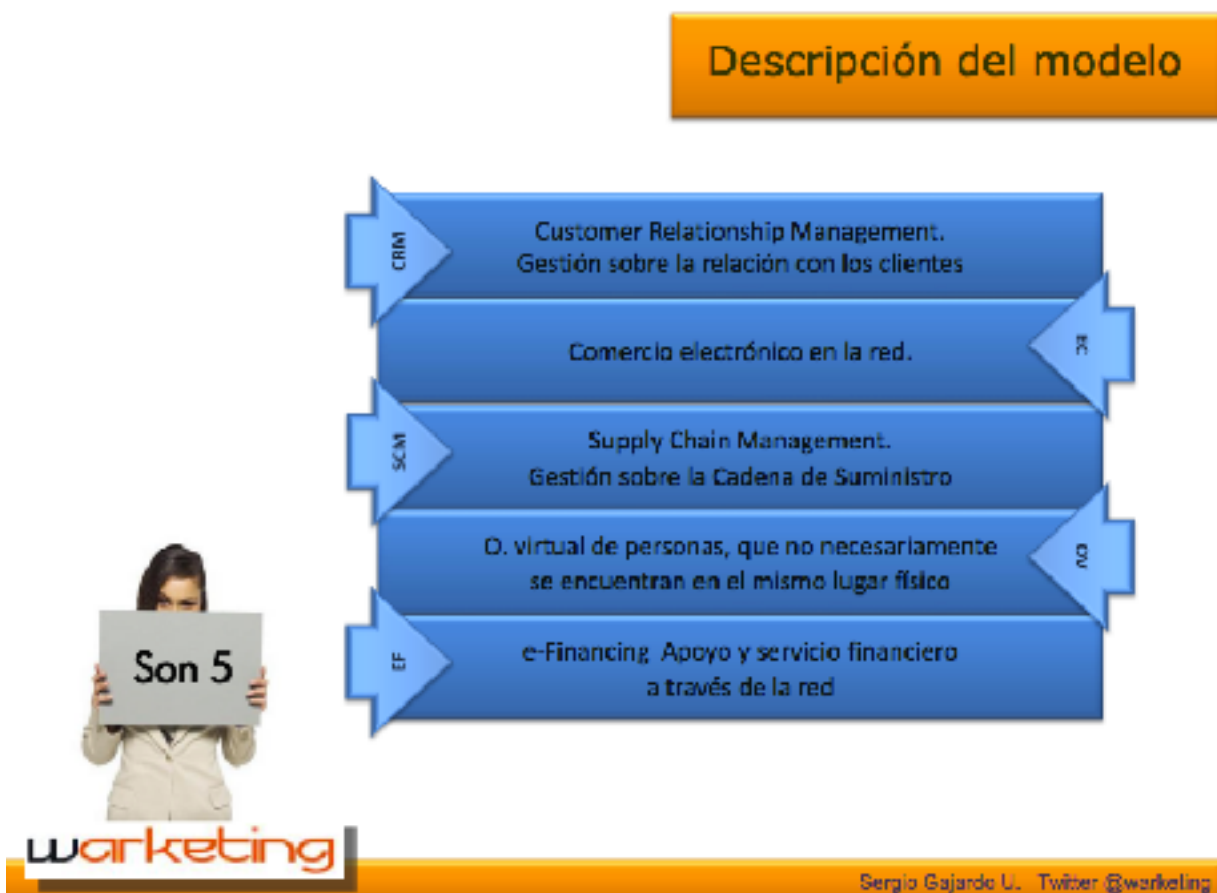 Descripción del modelo
CRM
Customer Relationship Management.
Gestión sobre la relación con los clientes
Comercio electrónico en la red.
EC
SCM
Supply Chain Management.
Gestión sobre la Cadena de Suministro
O. virtual de personas, que no necesariamente
se encuentran en el mismo lugar físico
OV
EF
e-Financing Apoyo y servicio financiero
a través de la red
Son 5
warketing
Sergio Gajardo U. Twitter @warketing